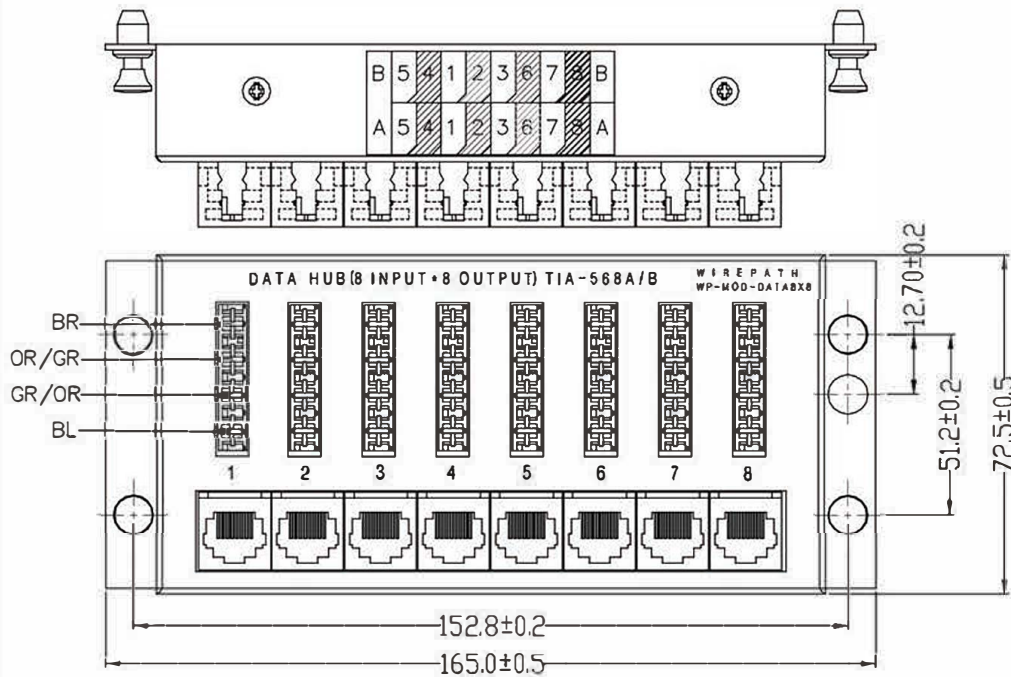 B 5 4 1 2 3 6 7 8 B
A 5 4 1 2 3 6 7 8 A
DATA HUB(8 INPUT*8 OUTPUT) TIA-568A/B
WIREPATH
WP-MOD-DATA8X8
BR
OR/GR
GR/OR
BL
1 2 3 4 5 6 7 8
12.70±0.2
51.2±0.2
72.5±0.5
152.8±0.2
165.0±0.5